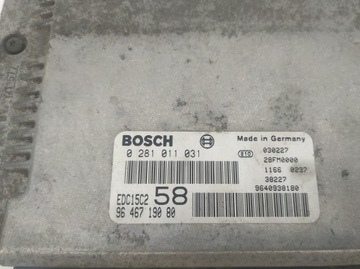 BOSCH
Made in Germany
0 281 011 031
030227
28FM0000
1166 0237
38227
EDC15C2 58
9640938180
96 467 190 80